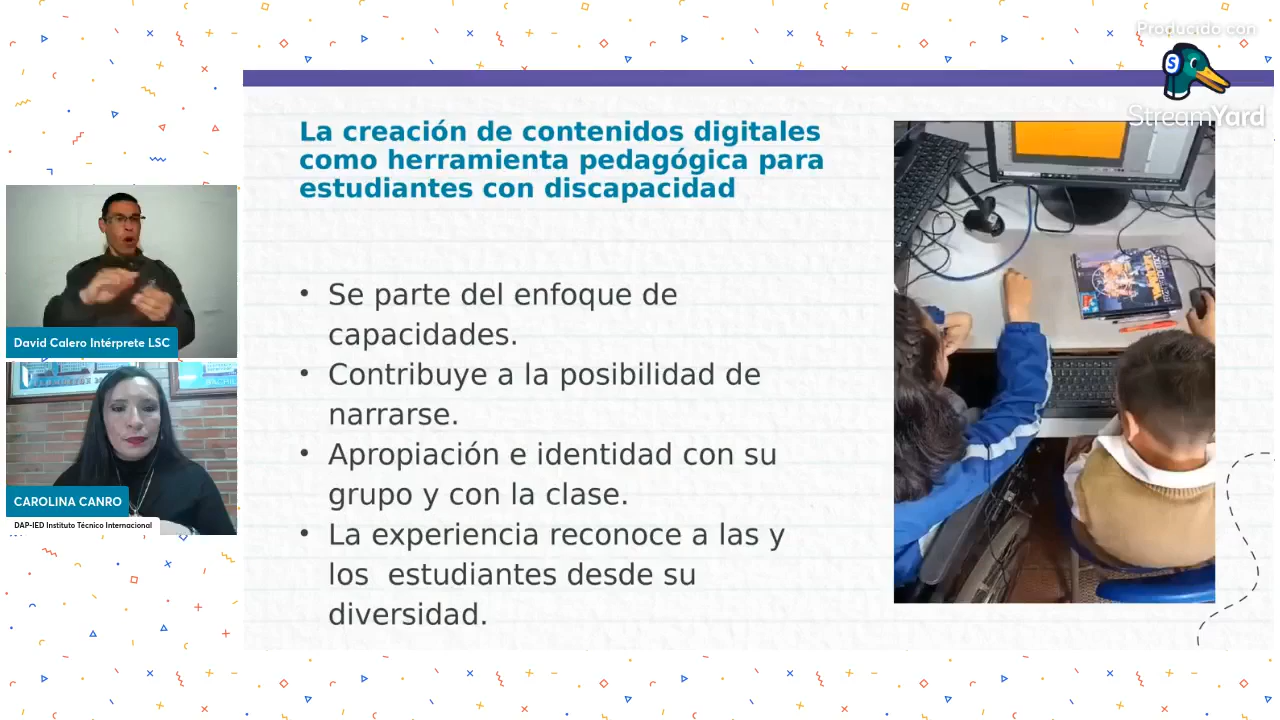 Producido con
StreamYard
La creación de contenidos digitales
como herramienta pedagógica para
estudiantes con discapacidad
• Se parte del enfoque de
capacidades.
• Contribuye a la posibilidad de
narrarse.
• Apropiación e identidad con su
grupo y con la clase.
• La experiencia reconoce a las y
los  estudiantes desde su
diversidad.
David Calero Intérprete LSC
CAROLINA CANRO
DAP-IED Instituto Técnico Internacional